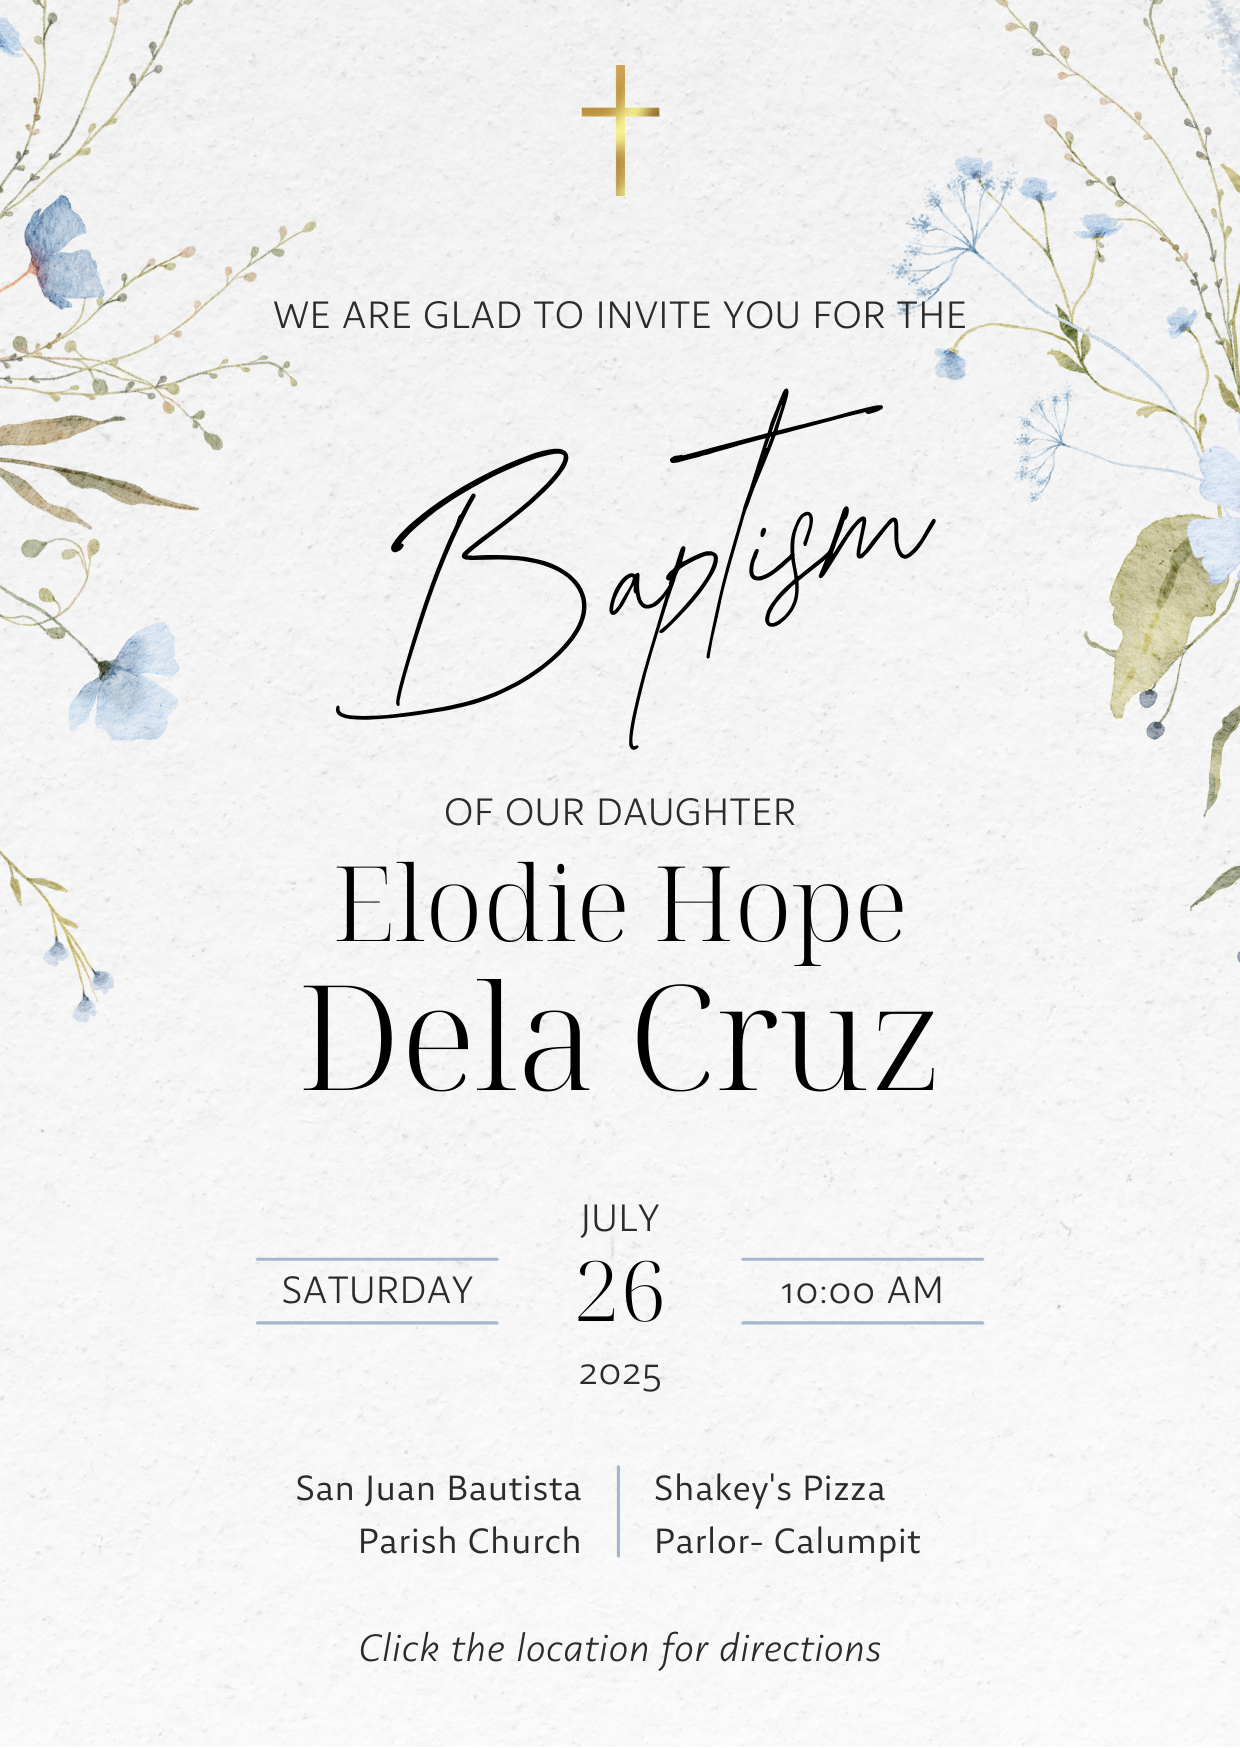 WE ARE GLAD TO INVITE YOU FOR THE
Baptism
OF OUR DAUGHTER
Elodie Hope
Dela Cruz
JULY
SATURDAY
26
10:00 AM
2025
San Juan Bautista
Parish Church
Shakey's Pizza
Parlor- Calumpit
Click the location for directions